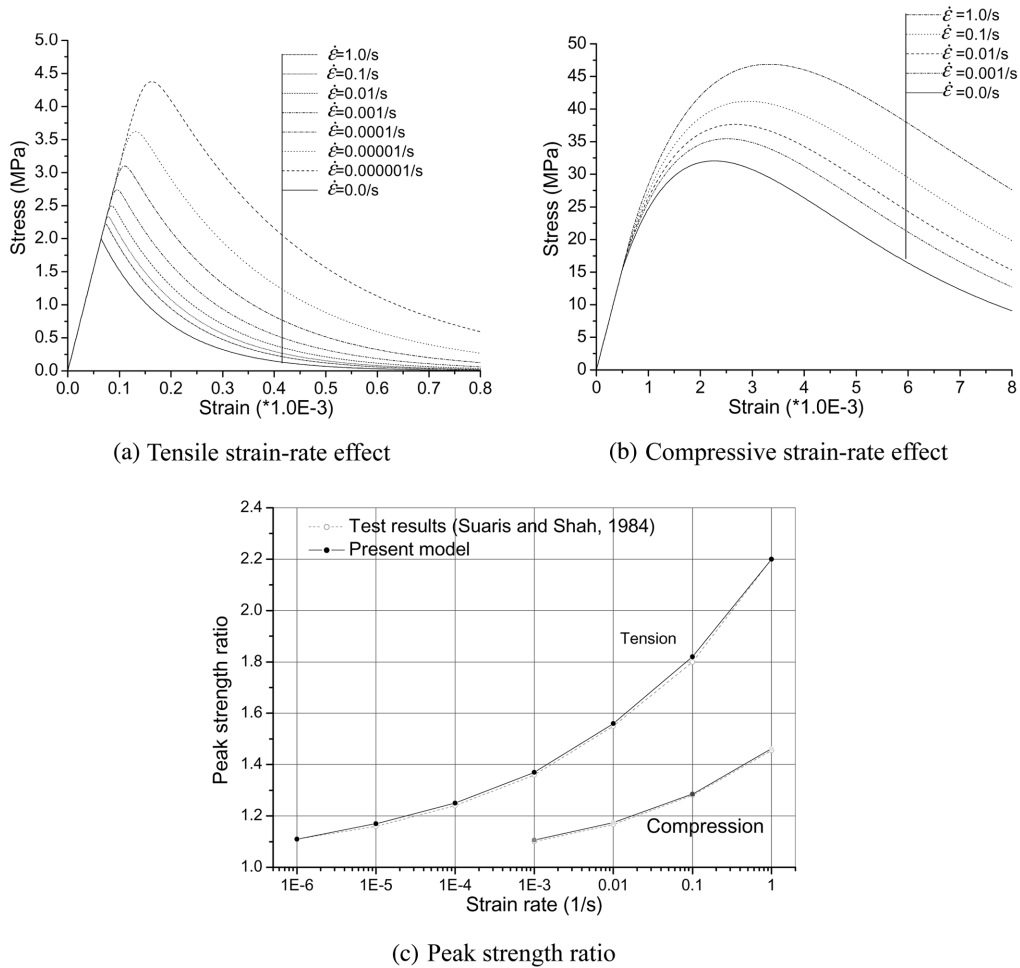 5.0
4.5
4.0
3.5
3.0
2.5
2.0
1.5
1.0
0.5
0.0
Stress (MPa)
ε̇=1.0/s
ε̇=0.1/s
ε̇=0.01/s
ε̇=0.001/s
ε̇=0.0001/s
ε̇=0.00001/s
ε̇=0.000001/s
ε̇=0.0/s
0.0 0.1 0.2 0.3 0.4 0.5 0.6 0.7 0.8
Strain (*1.0E-3)
(a) Tensile strain-rate effect
50
45
40
35
30
25
20
15
10
5
0
Stress (MPa)
ε̇ =1.0/s
ε̇ =0.1/s
ε̇ =0.01/s
ε̇ =0.001/s
ε̇ =0.0/s
0 1 2 3 4 5 6 7 8
Strain (*1.0E-3)
(b) Compressive strain-rate effect
2.4
2.2
2.0
1.8
1.6
1.4
1.2
1.0
Peak strength ratio
Test results (Suaris and Shah, 1984)
Present model
Tension
Compression
1E-6 1E-5 1E-4 1E-3 0.01 0.1 1
Strain rate (1/s)
(c) Peak strength ratio